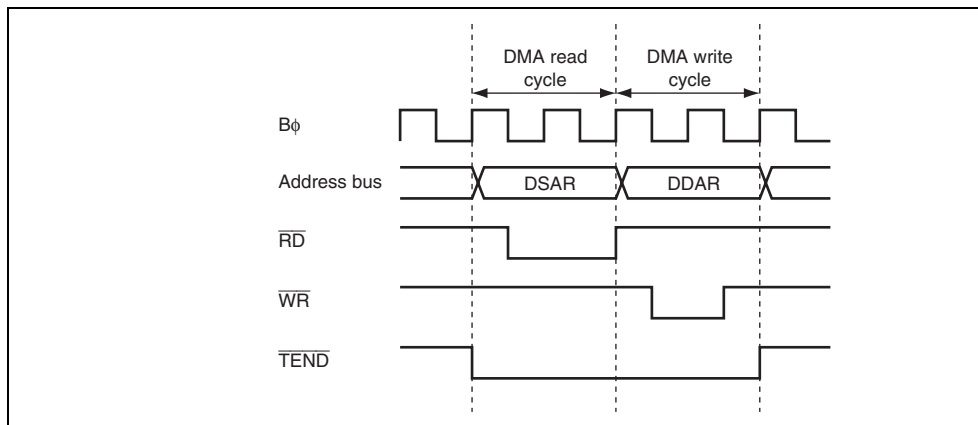 DMA read cycle
DMA write cycle
Bϕ
Address bus
DSAR
DDAR
RD
WR
TEND